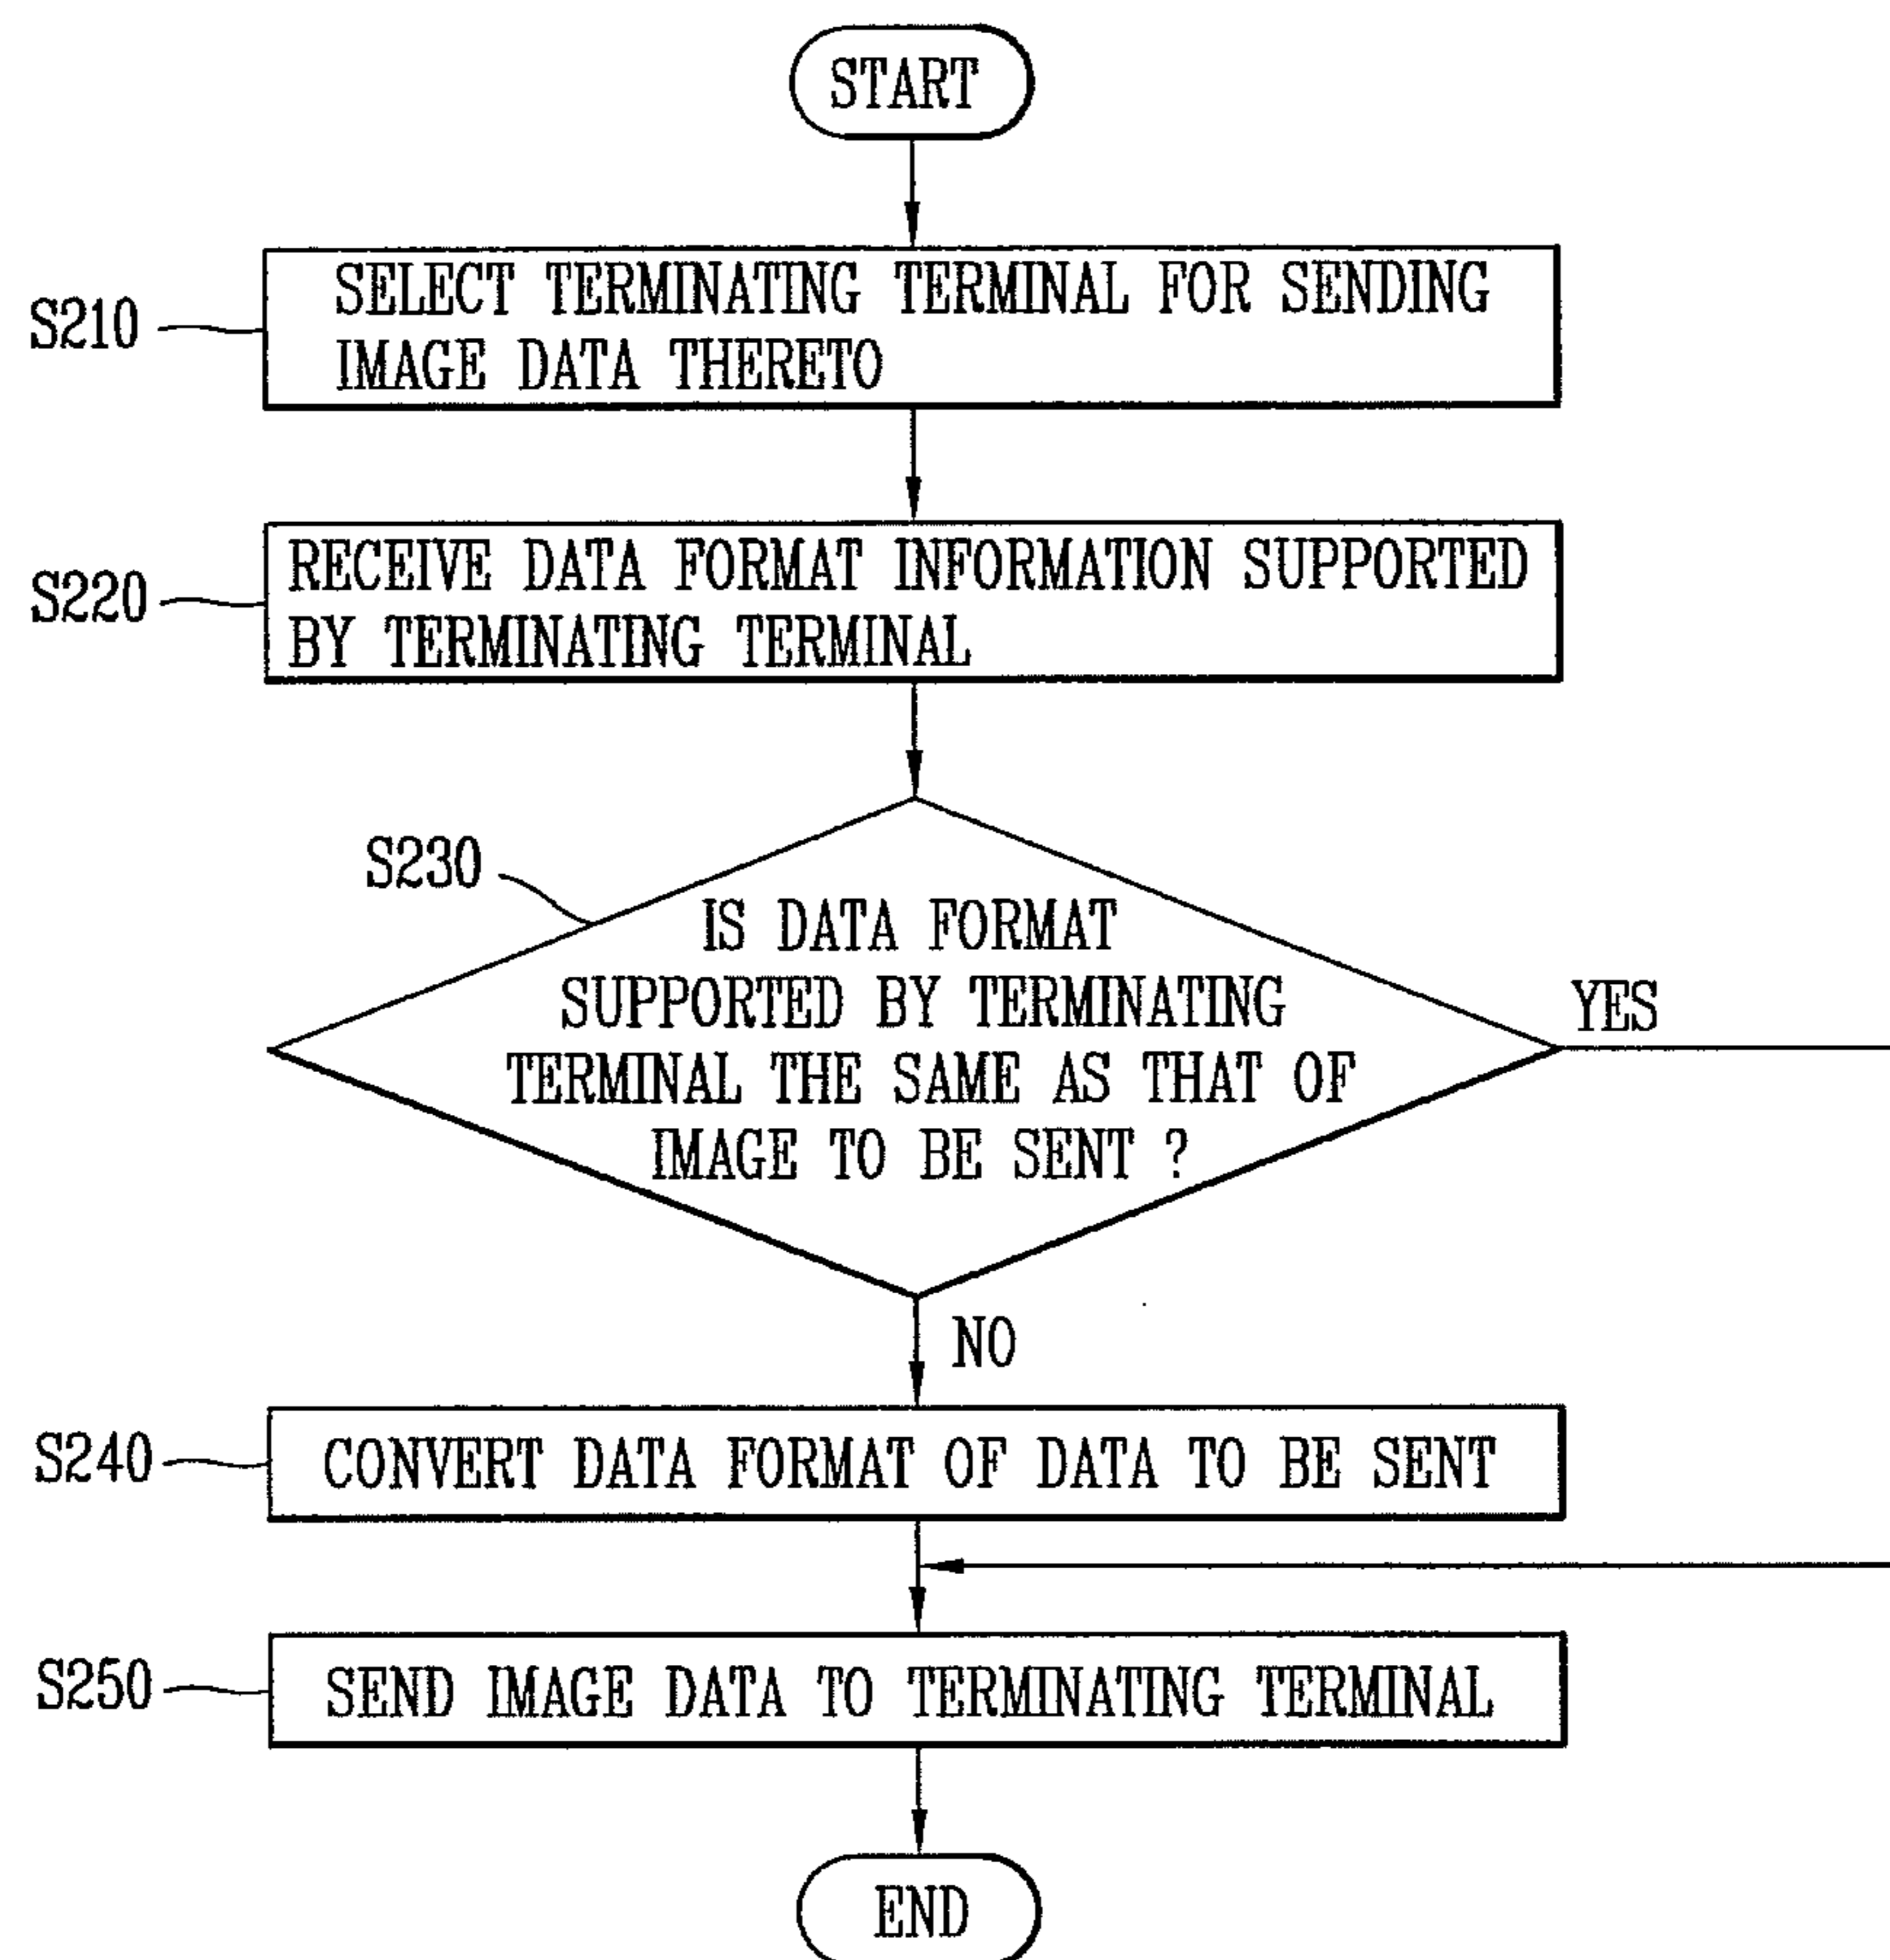 START
S210
SELECT TERMINATING TERMINAL FOR SENDING
IMAGE DATA THERETO
S220
RECEIVE DATA FORMAT INFORMATION SUPPORTED
BY TERMINATING TERMINAL
S230
IS DATA FORMAT
SUPPORTED BY TERMINATING
TERMINAL THE SAME AS THAT OF
IMAGE TO BE SENT ?
YES
NO
S240
CONVERT DATA FORMAT OF DATA TO BE SENT
S250
SEND IMAGE DATA TO TERMINATING TERMINAL
END